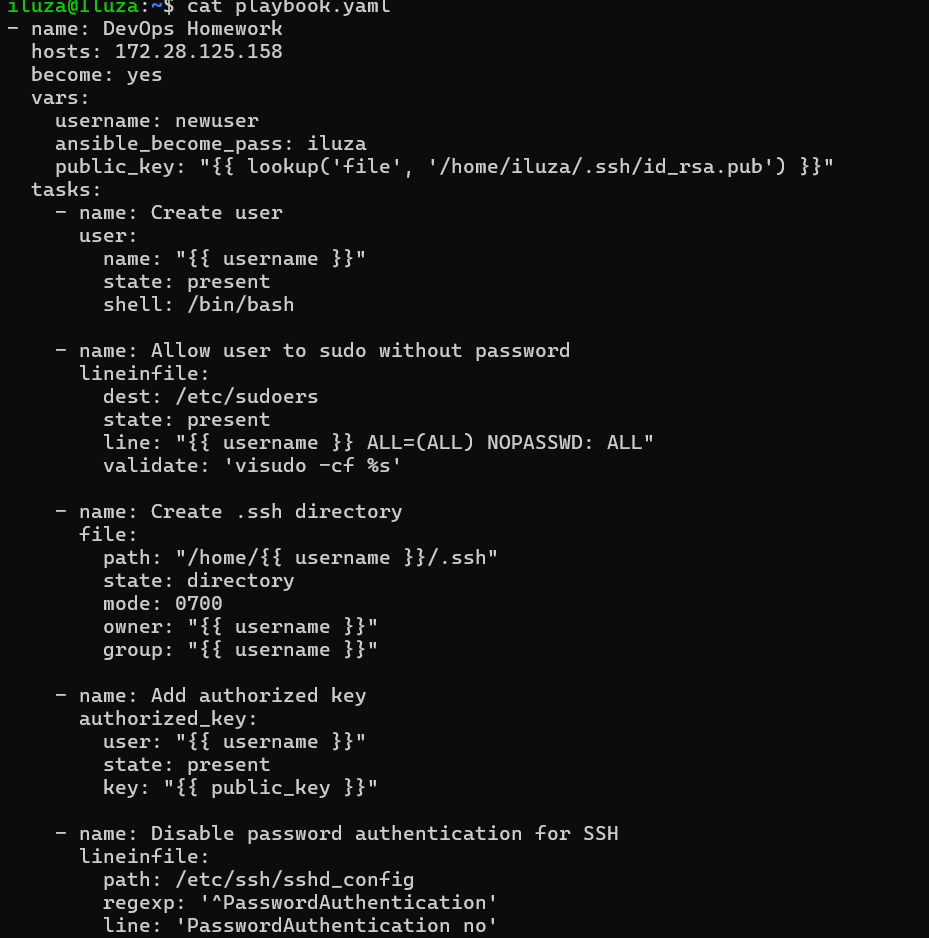 iluza@Iluza:~$ cat playbook.yaml
- name: DevOps Homework
  hosts: 172.28.125.158
  become: yes
  vars:
    username: newuser
    ansible_become_pass: iluza
    public_key: "{{ lookup('file', '/home/iluza/.ssh/id_rsa.pub') }}"
  tasks:
    - name: Create user
      user:
        name: "{{ username }}"
        state: present
        shell: /bin/bash

    - name: Allow user to sudo without password
      lineinfile:
        dest: /etc/sudoers
        state: present
        line: "{{ username }} ALL=(ALL) NOPASSWD: ALL"
        validate: 'visudo -cf %s'

    - name: Create .ssh directory
      file:
        path: "/home/{{ username }}/.ssh"
        state: directory
        mode: 0700
        owner: "{{ username }}"
        group: "{{ username }}"

    - name: Add authorized key
      authorized_key:
        user: "{{ username }}"
        state: present
        key: "{{ public_key }}"

    - name: Disable password authentication for SSH
      lineinfile:
        path: /etc/ssh/sshd_config
        regexp: '^PasswordAuthentication'
        line: 'PasswordAuthentication no'